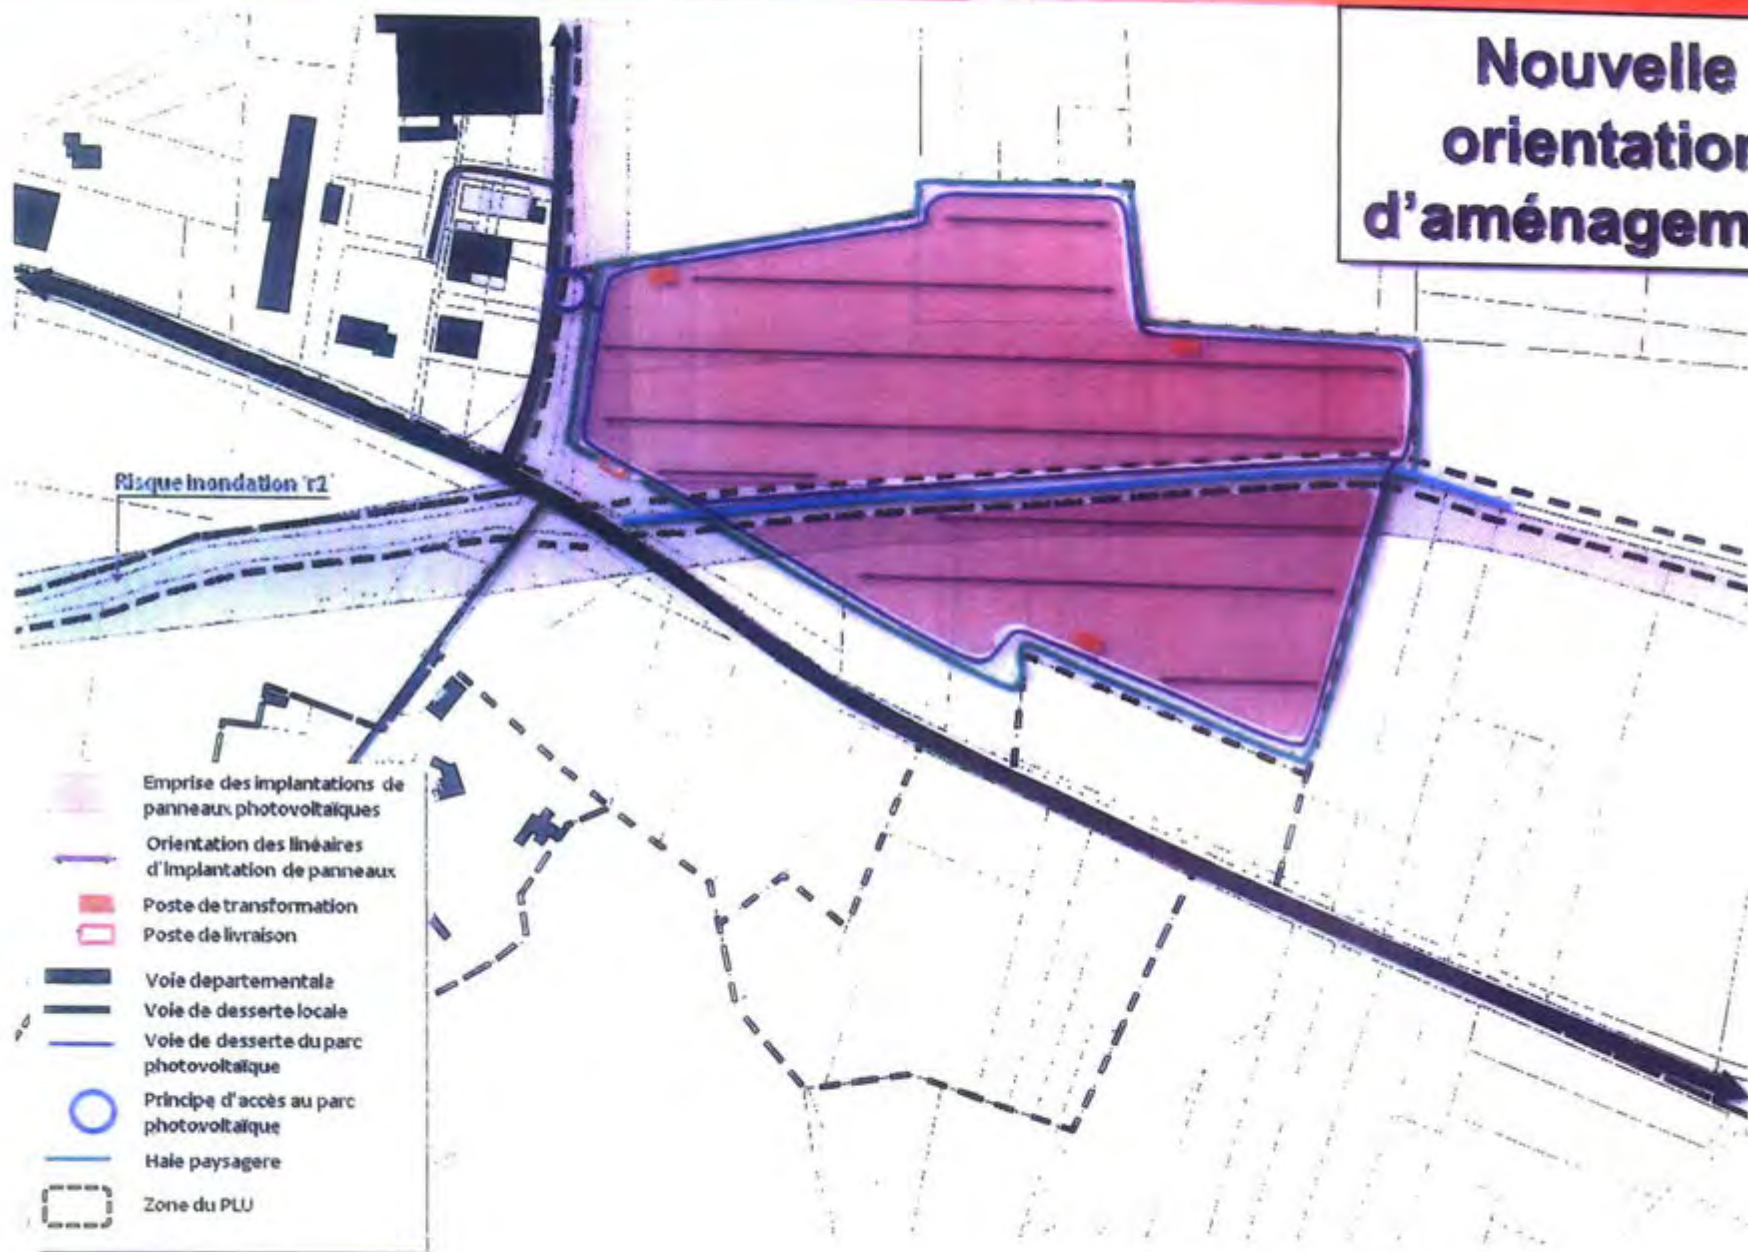 Nouvelle
orientation
d'aménagem
Risque inondation 'r2'
Emprise des implantations de
panneaux photovoltaïques
Orientation des linéaires
d'implantation de panneaux
Poste de transformation
Poste de livraison
Voie departementale
Voie de desserte locale
Voie de desserte du parc
photovoltaïque
Principe d'accès au parc
photovoltaïque
Haie paysagere
Zone du PLU